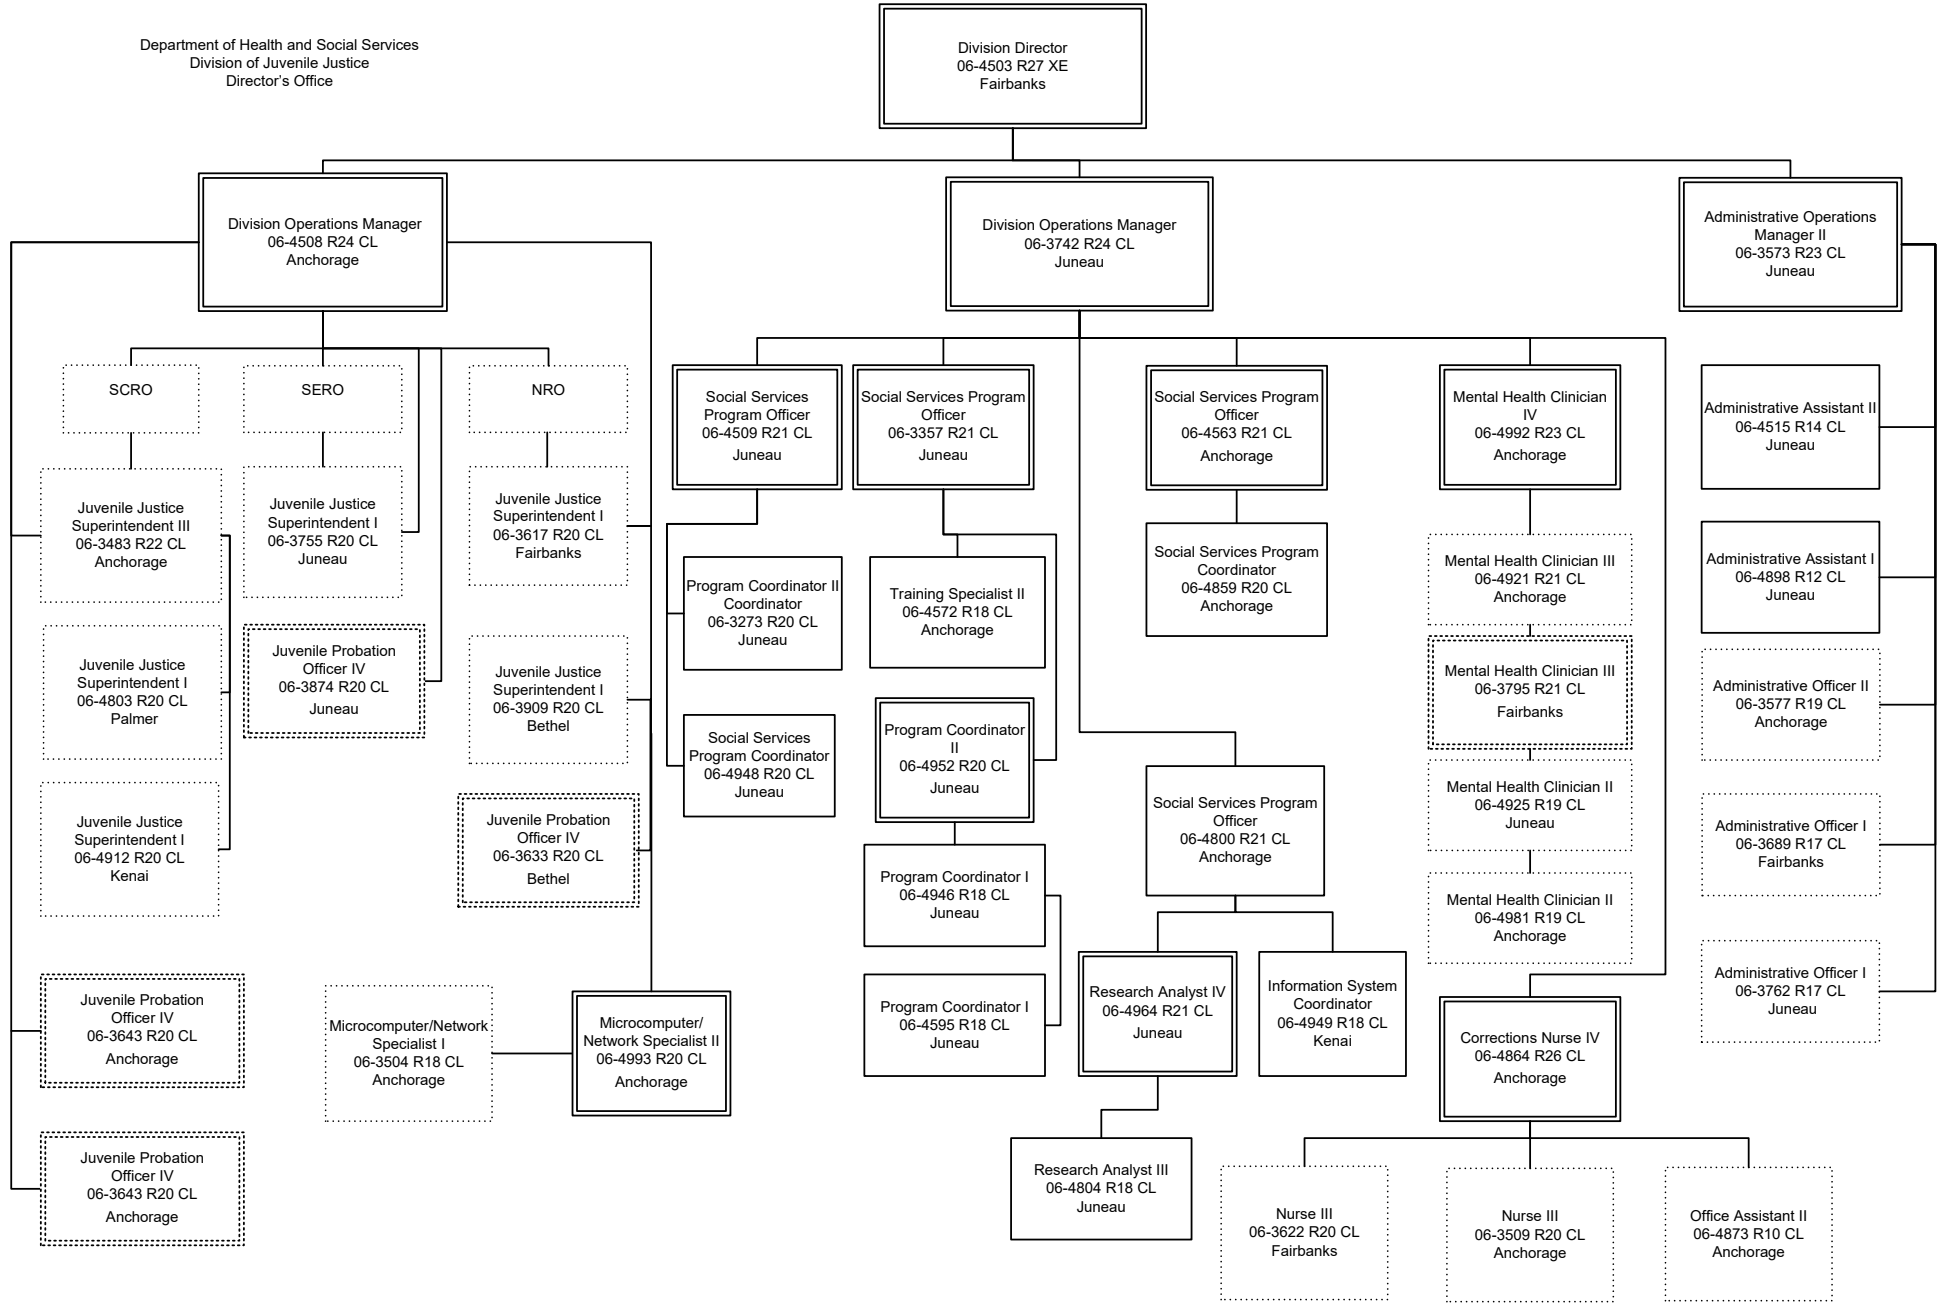 Department of Health and Social Services
Division of Juvenile Justice
Director's Office
Division Director
06-4503 R27 XE
Fairbanks
Division Operations Manager
06-4508 R24 CL
Anchorage
Division Operations Manager
06-3742 R24 CL
Juneau
Administrative Operations
Manager II
06-3573 R23 CL
Juneau
SCRO
SERO
NRO
Juvenile Justice
Superintendent III
06-3483 R22 CL
Anchorage
Juvenile Justice
Superintendent I
06-4803 R20 CL
Palmer
Juvenile Justice
Superintendent I
06-4912 R20 CL
Kenai
Juvenile Probation
Officer IV
06-3643 R20 CL
Anchorage
Juvenile Probation
Officer IV
06-3643 R20 CL
Anchorage
Juvenile Justice
Superintendent I
06-3755 R20 CL
Juneau
Juvenile Probation
Officer IV
06-3874 R20 CL
Juneau
Juvenile Justice
Superintendent I
06-3617 R20 CL
Fairbanks
Juvenile Justice
Superintendent I
06-3909 R20 CL
Bethel
Juvenile Probation
Officer IV
06-3633 R20 CL
Bethel
Microcomputer/Network
Specialist I
06-3504 R18 CL
Anchorage
Microcomputer/
Network Specialist II
06-4993 R20 CL
Anchorage
Social Services
Program Officer
06-4509 R21 CL
Juneau
Program Coordinator II
Coordinator
06-3273 R20 CL
Juneau
Social Services
Program Coordinator
06-4948 R20 CL
Juneau
Social Services Program
Officer
06-3357 R21 CL
Juneau
Training Specialist II
06-4572 R18 CL
Anchorage
Program Coordinator
II
06-4952 R20 CL
Juneau
Program Coordinator I
06-4946 R18 CL
Juneau
Program Coordinator I
06-4595 R18 CL
Juneau
Social Services Program
Officer
06-4563 R21 CL
Anchorage
Social Services Program
Coordinator
06-4859 R20 CL
Anchorage
Social Services Program
Officer
06-4800 R21 CL
Anchorage
Research Analyst IV
06-4964 R21 CL
Juneau
Information System
Coordinator
06-4949 R18 CL
Kenai
Research Analyst III
06-4804 R18 CL
Juneau
Mental Health Clinician
IV
06-4992 R23 CL
Anchorage
Mental Health Clinician III
06-4921 R21 CL
Anchorage
Mental Health Clinician III
06-3795 R21 CL
Fairbanks
Mental Health Clinician II
06-4925 R19 CL
Juneau
Mental Health Clinician II
06-4981 R19 CL
Anchorage
Corrections Nurse IV
06-4864 R26 CL
Anchorage
Nurse III
06-3622 R20 CL
Fairbanks
Nurse III
06-3509 R20 CL
Anchorage
Office Assistant II
06-4873 R10 CL
Anchorage
Administrative Assistant II
06-4515 R14 CL
Juneau
Administrative Assistant I
06-4898 R12 CL
Juneau
Administrative Officer II
06-3577 R19 CL
Anchorage
Administrative Officer I
06-3689 R17 CL
Fairbanks
Administrative Officer I
06-3762 R17 CL
Juneau